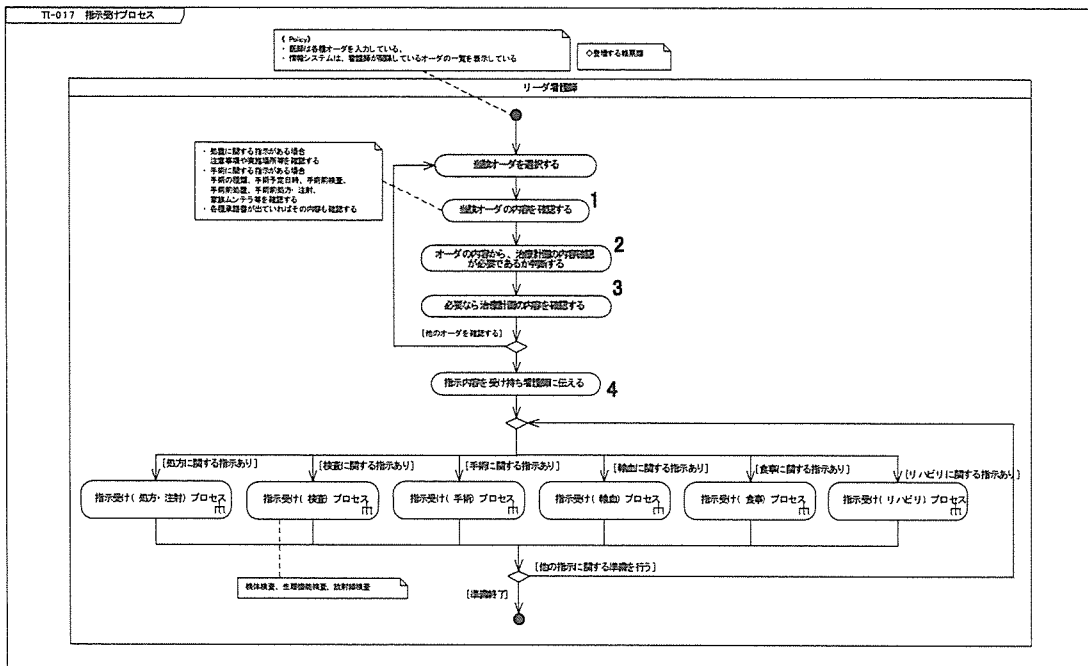 TI-017 指示受けプロセス
《 Policy》
・ 医師は各種オーダを入力している。
・ 情報システムは、看護師が確認しているオーダの一覧を表示している
◇登場する帳票類
リーダ看護師
・ 処置に関する指示がある場合
注意事項や実施場所等を確認する
・ 手術に関する指示がある場合
手術の種類、手術予定日時、手術前検査、
手術前処置、手術前処方・注射、
家族ムンテラ等を確認する
・ 各種承諾書が出ていればその内容も確認する
当該オーダを選択する
当該オーダの内容を確認する
1
オーダの内容から、治療計画の内容確認
が必要であるか判断する
2
必要なら治療計画の内容を確認する
3
[他のオーダを確認する]
指示内容を受け持ち看護師に伝える
4
[処方に関する指示あり]
[検査に関する指示あり]
[手術に関する指示あり]
[輸血に関する指示あり]
[食事に関する指示あり]
[リハビリに関する指示あり]
指示受け( 処方・注射) プロセス
指示受け( 検査) プロセス
指示受け( 手術) プロセス
指示受け( 輸血) プロセス
指示受け( 食事) プロセス
指示受け( リハビリ) プロセス
[他の指示に関する準備を行う]
検体検査、生理機能検査、放射線検査
[準備終了]